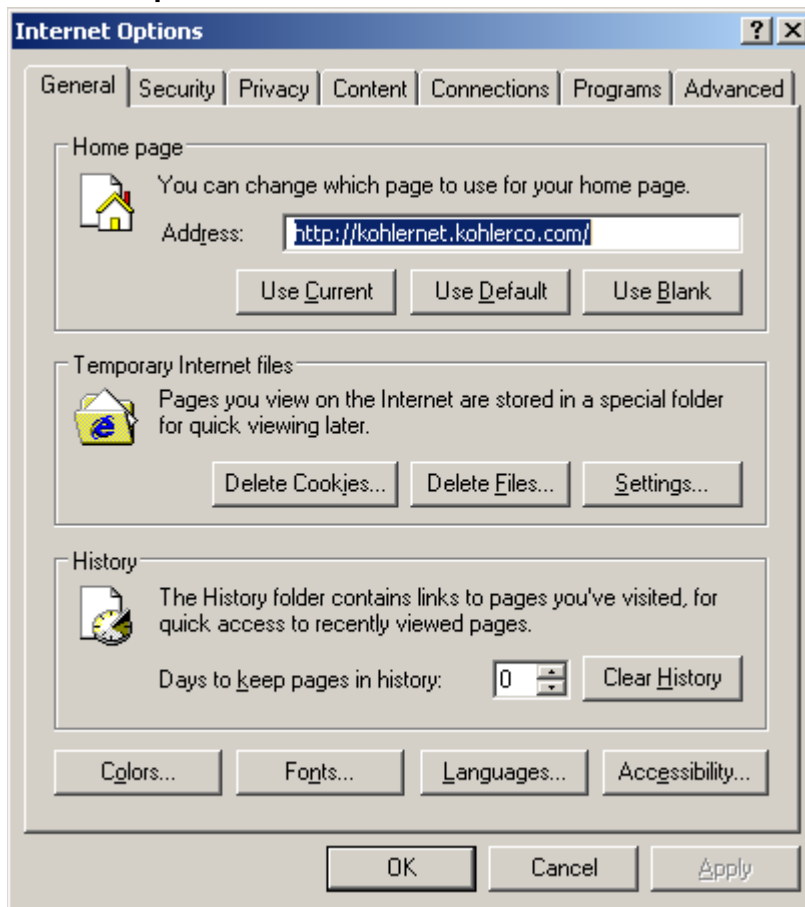 Internet Options
General Security Privacy Content Connections Programs Advanced
Home page
You can change which page to use for your home page.
Address: http://kohlernet.kohlerco.com/
Use Current Use Default Use Blank
Temporary Internet files
Pages you view on the Internet are stored in a special folder
for quick viewing later.
Delete Cookies... Delete Files... Settings...
History
The History folder contains links to pages you've visited, for
quick access to recently viewed pages.
Days to keep pages in history: 0 Clear History
Colors... Fonts... Languages... Accessibility...
OK Cancel Apply